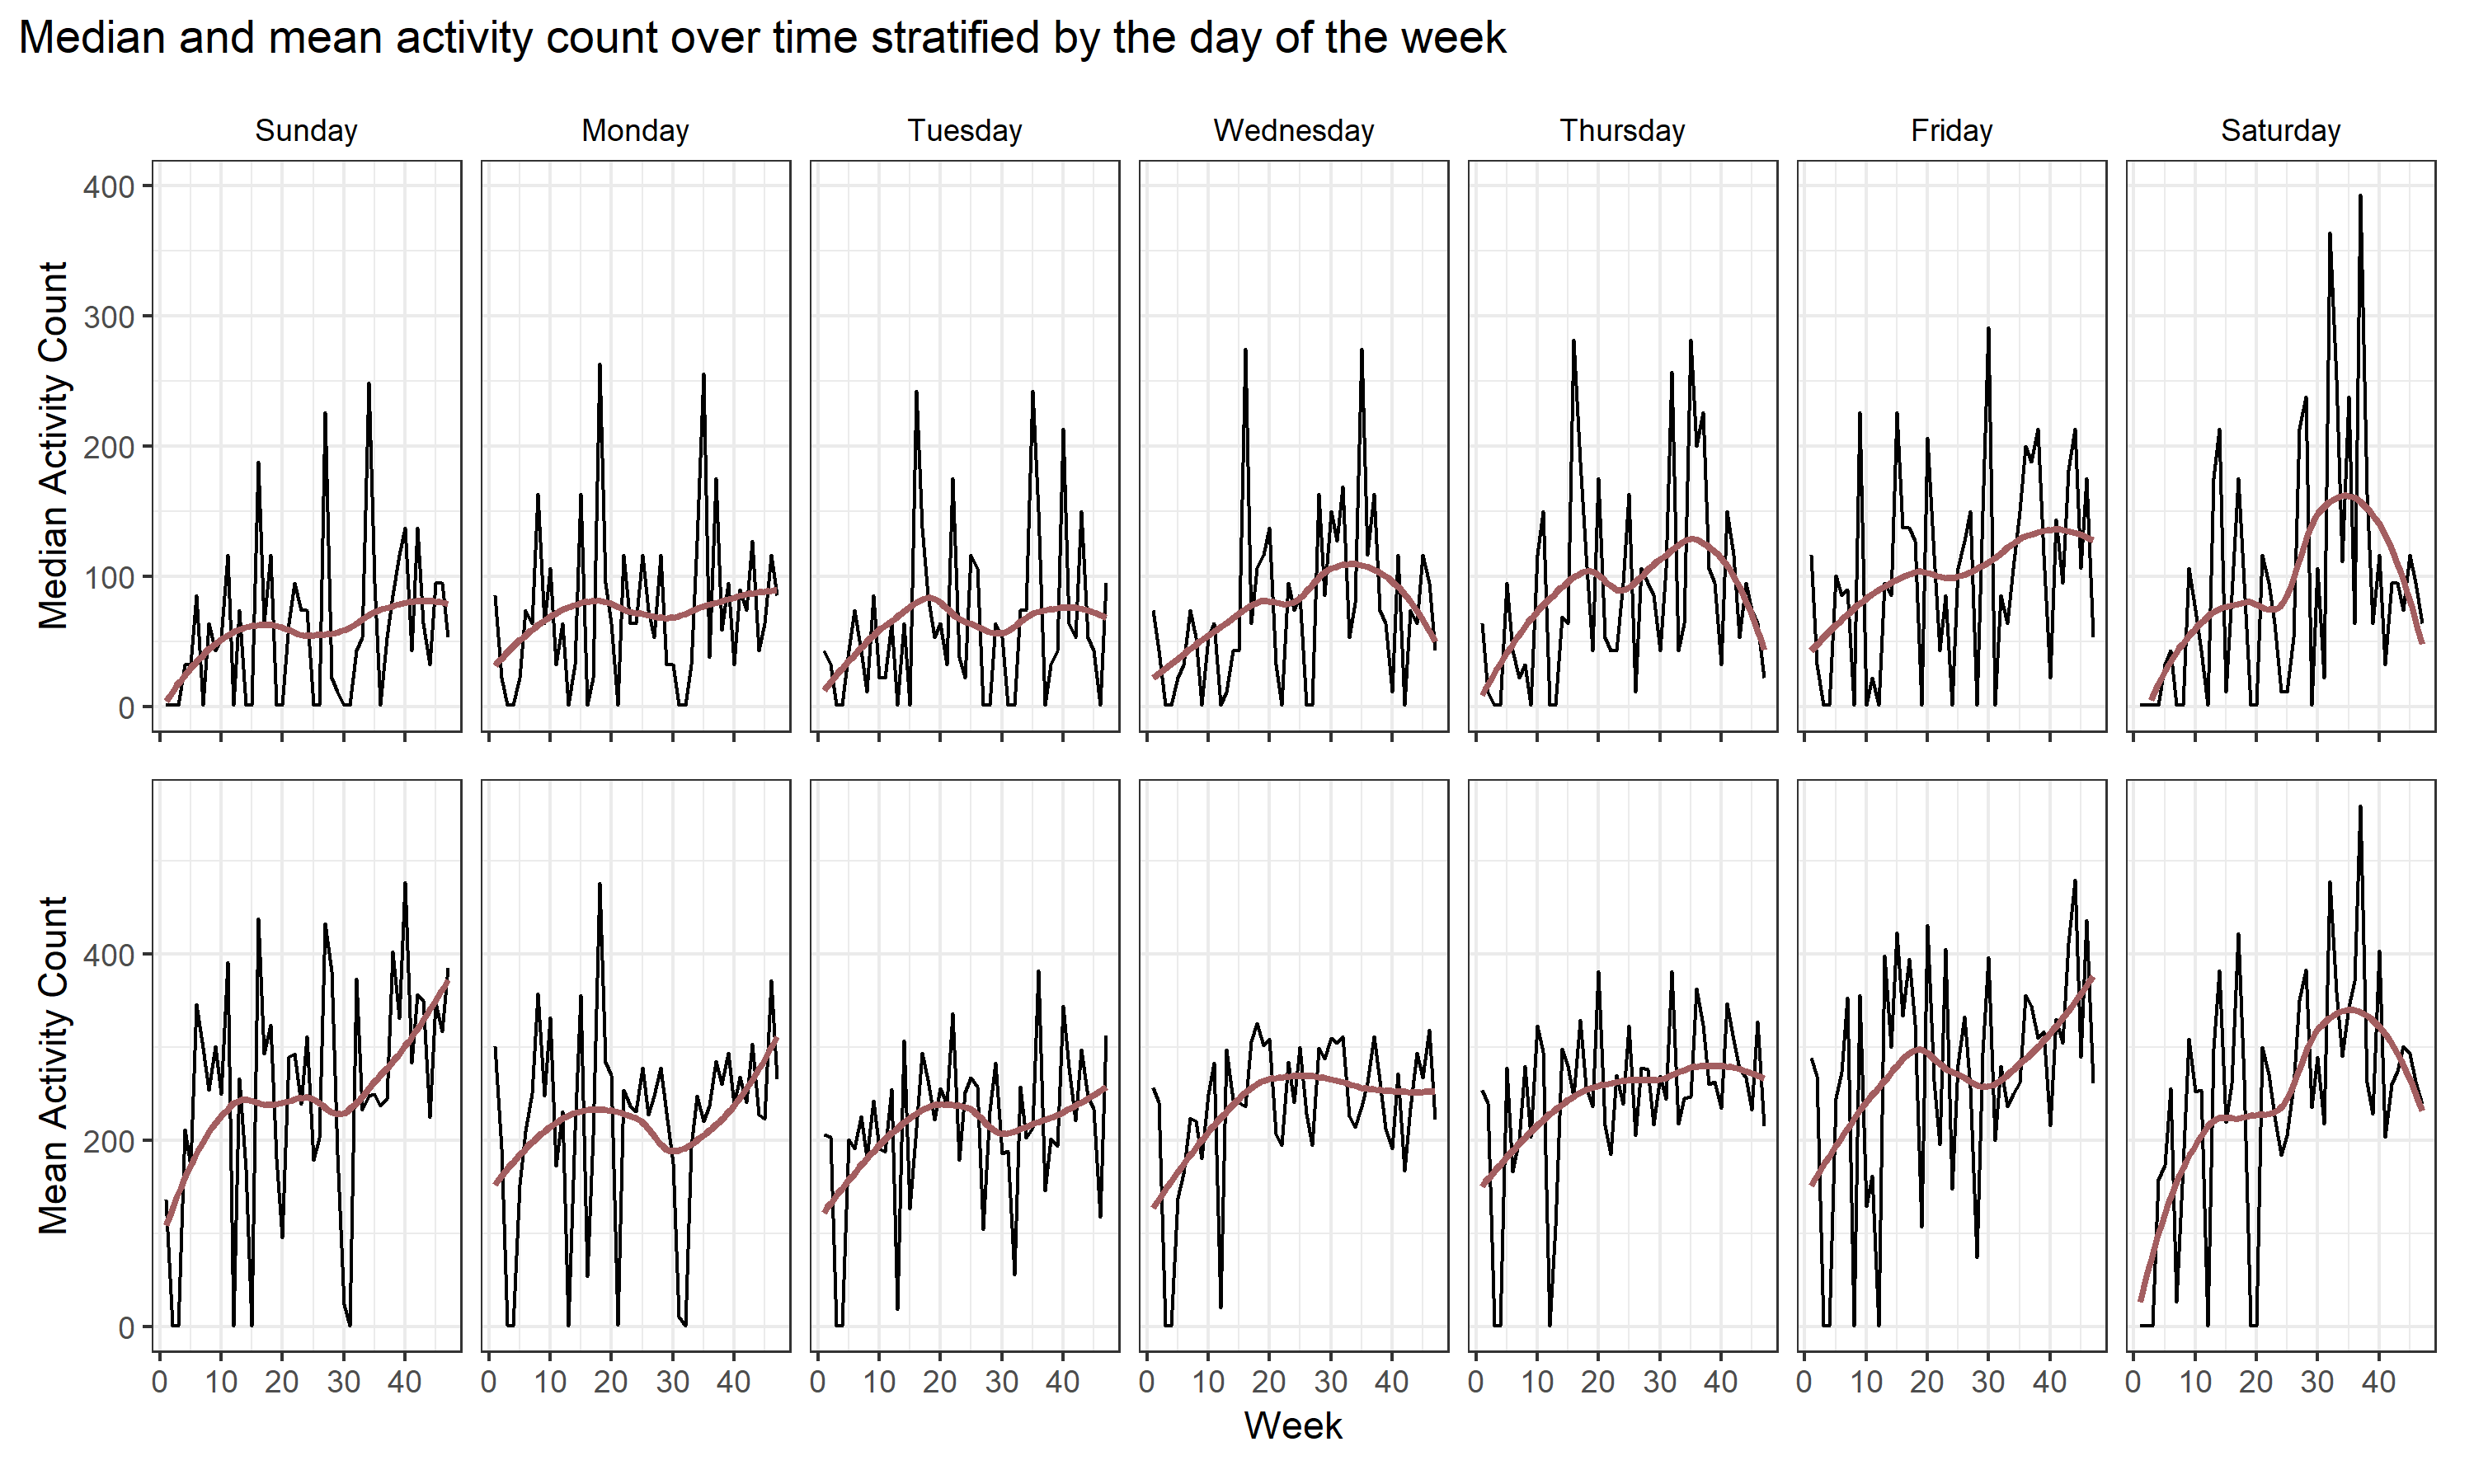 Median and mean activity count over time stratified by the day of the week
Sunday Monday Tuesday Wednesday Thursday Friday Saturday
Median Activity Count
400
300
200
100
0
Mean Activity Count
400
200
0
0 10 20 30 40 0 10 20 30 40 0 10 20 30 40 0 10 20 30 40 0 10 20 30 40 0 10 20 30 40 0 10 20 30 40
Week